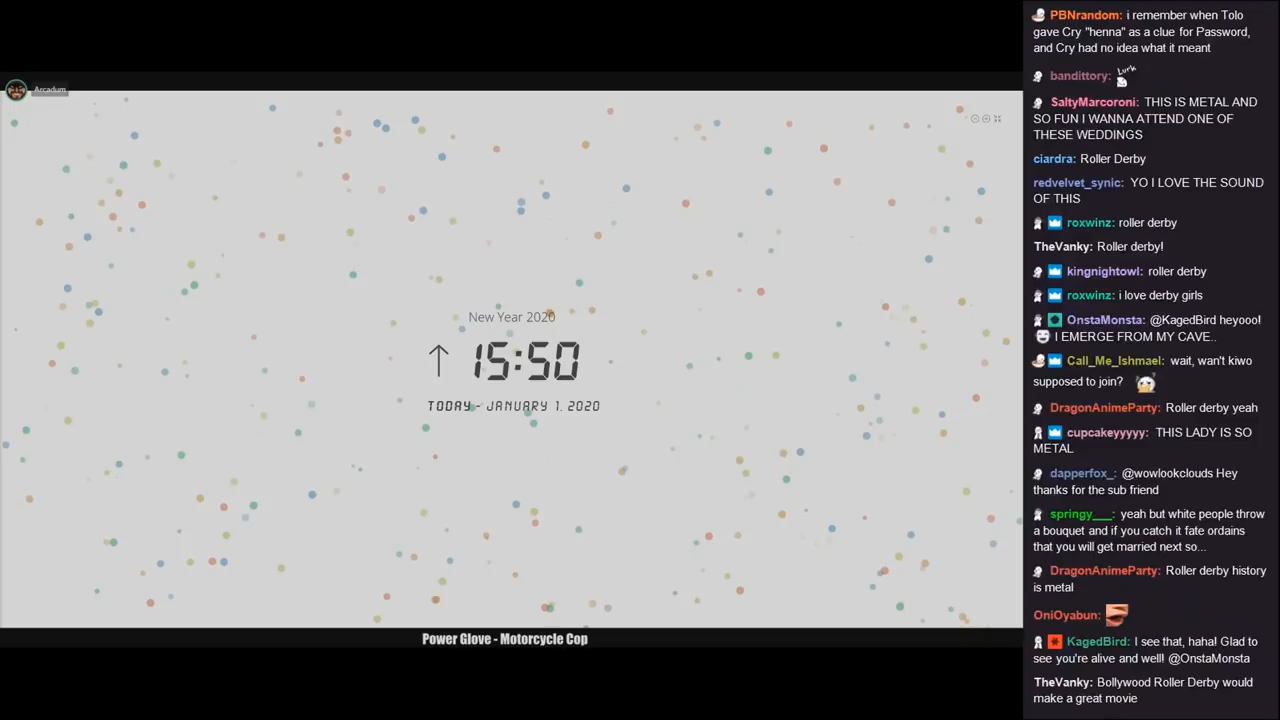 Arcadum
New Year 2020
15:50
TODAY - JANUARY 1, 2020
Power Glove - Motorcycle Cop
PBNrandom: i remember when Tolo
gave Cry "henna" as a clue for Password,
and Cry had no idea what it meant
bandittory: Lurk
SaltyMarcoroni: THIS IS METAL AND
SO FUN I WANNA ATTEND ONE OF
THESE WEDDINGS
ciardra: Roller Derby
redvelvet_synic: YO I LOVE THE SOUND
OF THIS
roxwinz: roller derby
TheVanky: Roller derby!
kingnightowl: roller derby
roxwinz: i love derby girls
OnstaMonsta: @KagedBird heyooo!
I EMERGE FROM MY CAVE..
Call_Me_Ishmael: wait, wan't kiwo
supposed to join?
DragonAnimeParty: Roller derby yeah
cupcakeyyyyy: THIS LADY IS SO
METAL
dapperfox_: @wowlookclouds Hey
thanks for the sub friend
springy___: yeah but white people throw
a bouquet and if you catch it fate ordains
that you will get married next so...
DragonAnimeParty: Roller derby history
is metal
OniOyabun:
KagedBird: I see that, haha! Glad to
see you're alive and well! @OnstaMonsta
TheVanky: Bollywood Roller Derby would
make a great movie